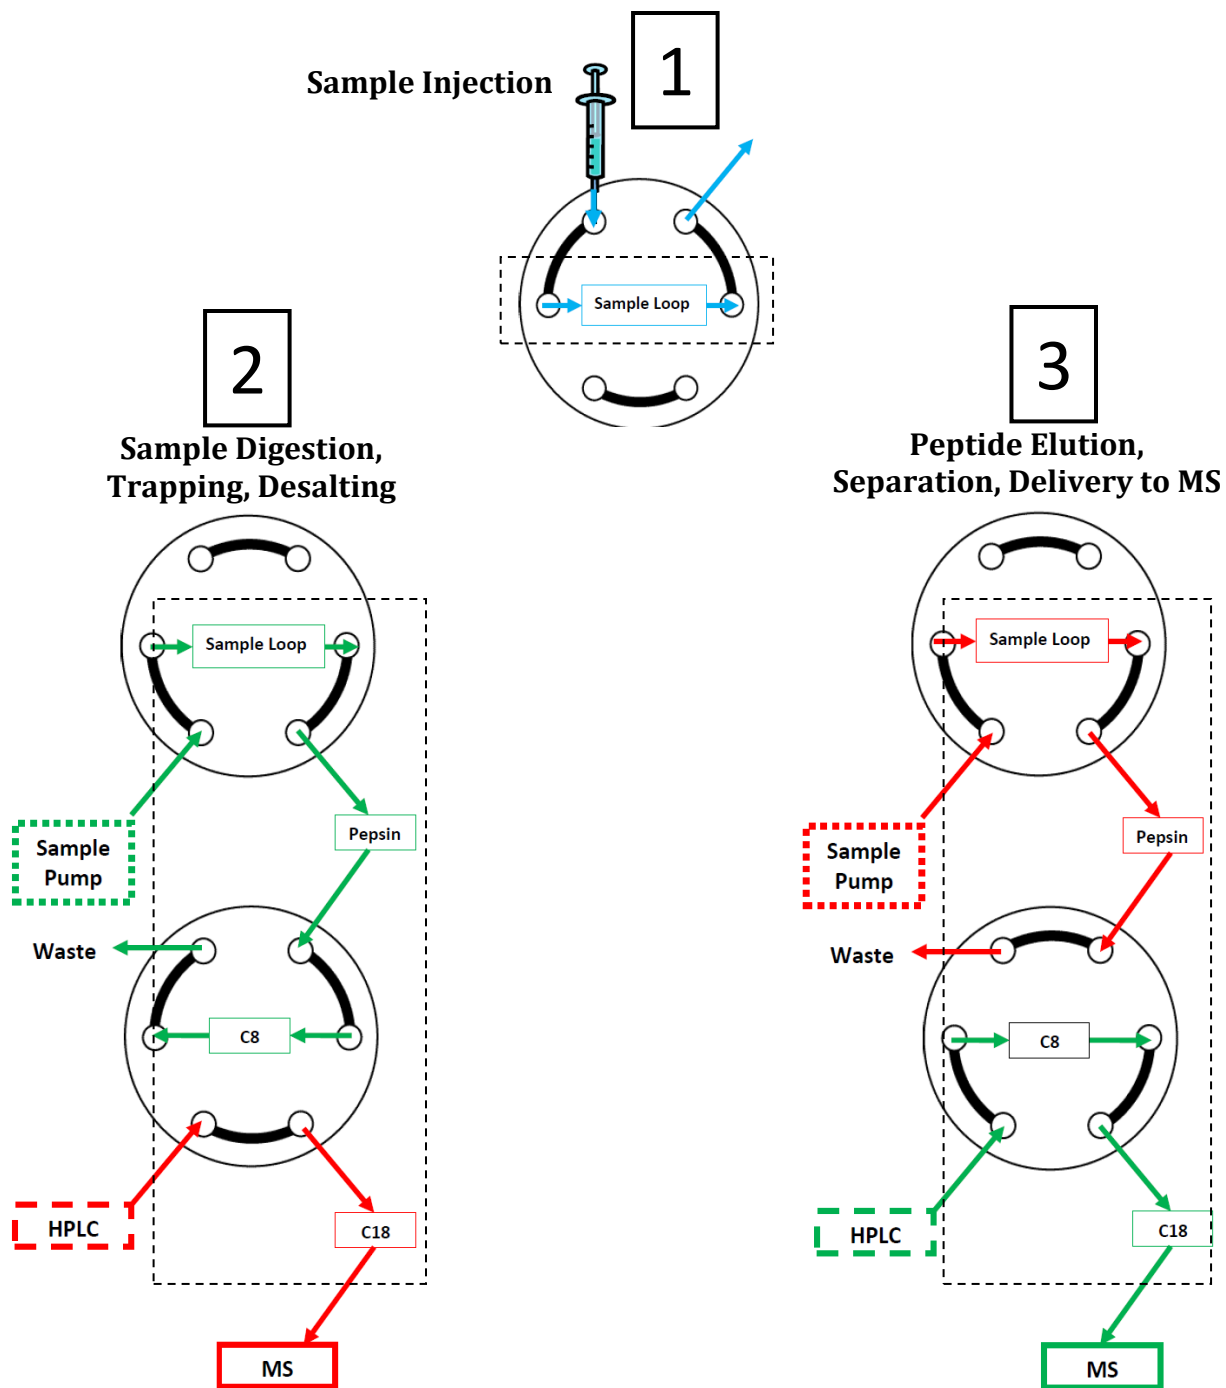 Sample Injection
1
Sample Loop
2
Sample Digestion,
Trapping, Desalting
Sample Loop
Sample
Pump
Pepsin
Waste
C8
HPLC
C18
MS
3
Peptide Elution,
Separation, Delivery to MS
Sample Loop
Sample
Pump
Pepsin
Waste
C8
HPLC
C18
MS